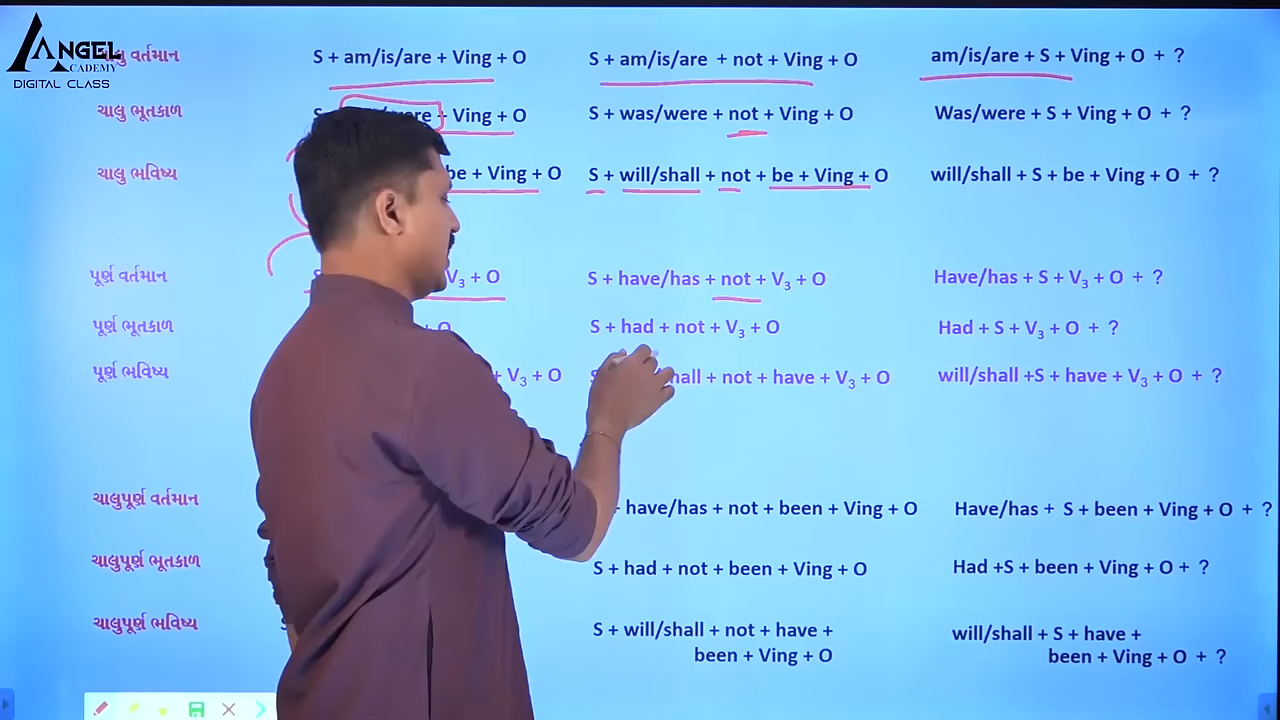 ANGEL
ACADEMY
DIGITAL CLASS
ચાલુ વર્તમાન S + am/is/are + Ving + O S + am/is/are + not + Ving + O am/is/are + S + Ving + O + ?
ચાલુ ભૂતકાળ + Ving + O S + was/were + not + Ving + O Was/were + S + Ving + O + ?
ચાલુ ભવિષ્ય be + Ving + O S + will/shall + not + be + Ving + O will/shall + S + be + Ving + O + ?
પૂર્ણ વર્તમાન V3 + O S + have/has + not + V3 + O Have/has + S + V3 + O + ?
પૂર્ણ ભૂતકાળ + O S + had + not + V3 + O Had + S + V3 + O + ?
પૂર્ણ ભવિષ્ય + V3 + O + not + have + V3 + O will/shall +S + have + V3 + O + ?
ચાલુપૂર્ણ વર્તમાન + have/has + not + been + Ving + O Have/has + S + been + Ving + O + ?
ચાલુપૂર્ણ ભૂતકાળ S + had + not + been + Ving + O Had +S + been + Ving + O + ?
ચાલુપૂર્ણ ભવિષ્ય S + will/shall + not + have + will/shall + S + have +
been + Ving + O been + Ving + O + ?